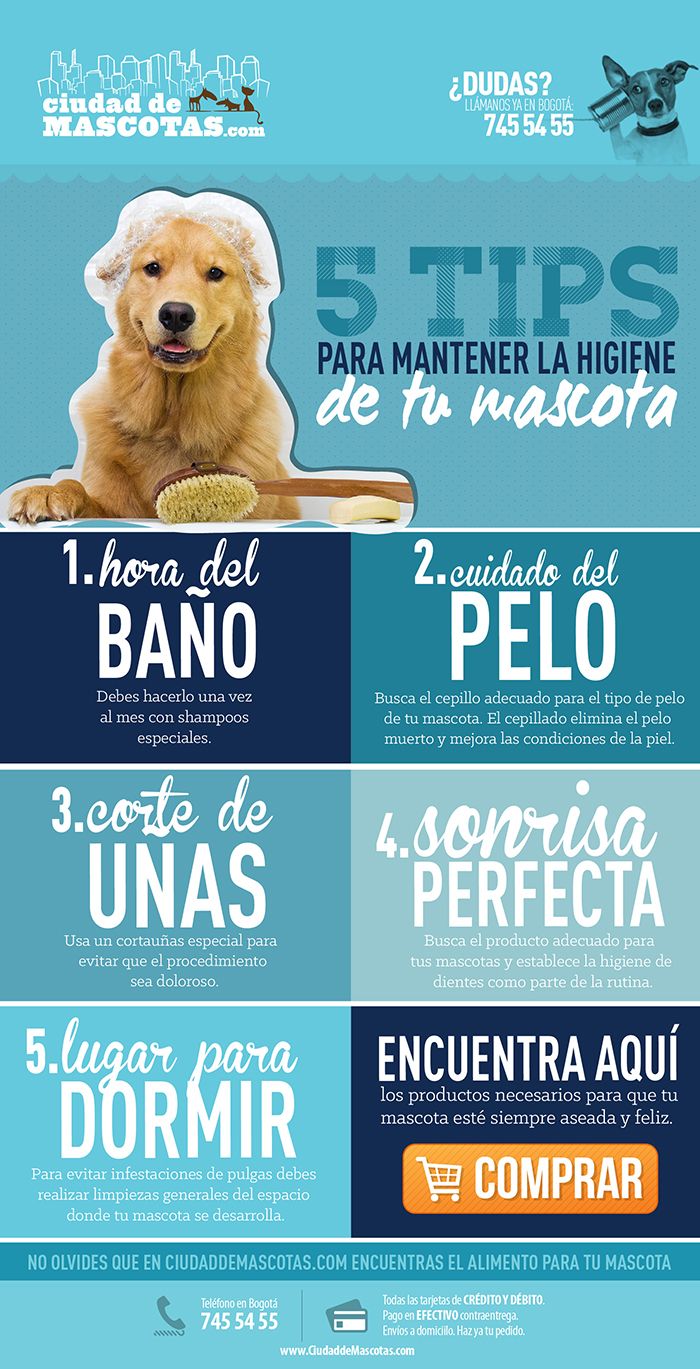 ciudad de
MASCOTAS.com
¿DUDAS?
LLÁMANOS YA EN BOGOTÁ:
745 54 55
5 TIPS
PARA MANTENER LA HIGIENE
de tu mascota
1. hora del
BAÑO
Debes hacerlo una vez
al mes con shampoos
especiales.
2. cuidado del
PELO
Busca el cepillo adecuado para el tipo de pelo
de tu mascota. El cepillado elimina el pelo
muerto y mejora las condiciones de la piel.
3. corte de
UÑAS
Usa un cortauñas especial para
evitar que el procedimiento
sea doloroso.
4. sonrisa
PERFECTA
Busca el producto adecuado para
tus mascotas y establece la higiene de
dientes como parte de la rutina.
5. lugar para
DORMIR
Para evitar infestaciones de pulgas debes
realizar limpiezas generales del espacio
donde tu mascota se desarrolla.
ENCUENTRA AQUÍ
los productos necesarios para que tu
mascota esté siempre aseada y feliz.
COMPRAR
NO OLVIDES QUE EN CIUDADDEMASCOTAS.COM ENCUENTRAS EL ALIMENTO PARA TU MASCOTA
Teléfono en Bogotá
745 54 55
Todas las tarjetas de CRÉDITO Y DÉBITO.
Pago en EFECTIVO contraentrega.
Envíos a domicilo. Haz ya tu pedido.
www.CiudaddeMascotas.com